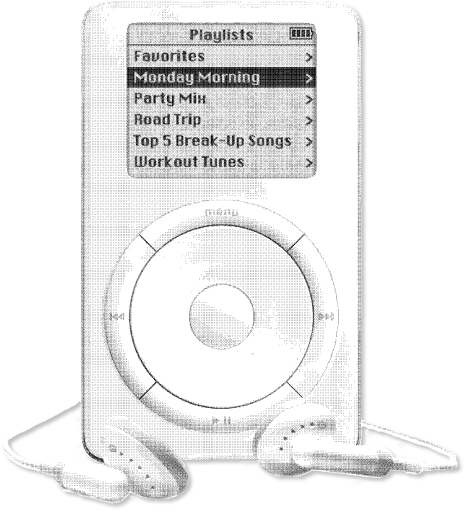 Playlists
Favorites
Monday Morning
Party Mix
Road Trip
Top 5 Break-Up Songs
Workout Tunes
menu